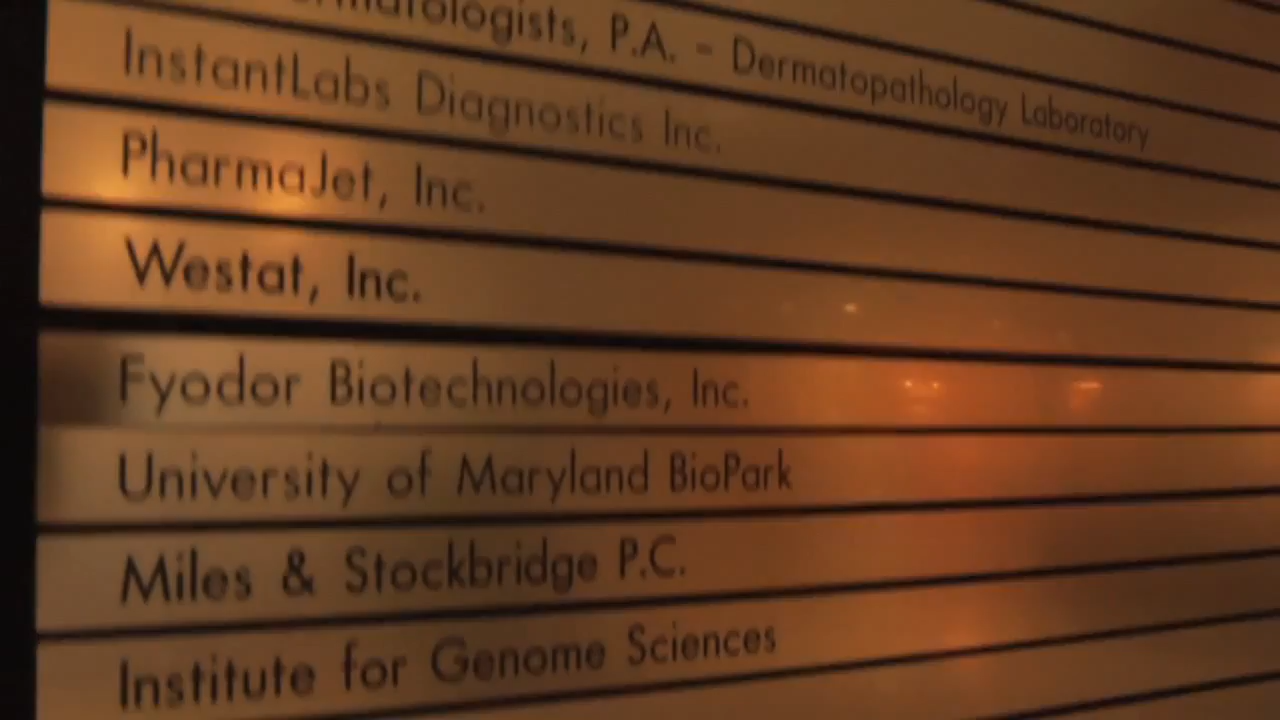 P.A. - Dermatopathology Laboratory
InstantLabs Diagnostics Inc.
PharmaJet, Inc.
Westat, Inc.
Fyodor Biotechnologies, Inc.
University of Maryland BioPark
Miles & Stockbridge P.C.
Institute for Genome Sciences